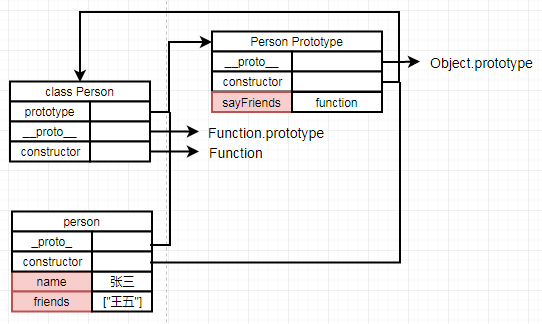 Person Prototype
__proto__
constructor
sayFriends function
Object.prototype
class Person
prototype
__proto__
constructor
Function.prototype
Function
person
_proto_
constructor
name 张三
friends ["王五"]